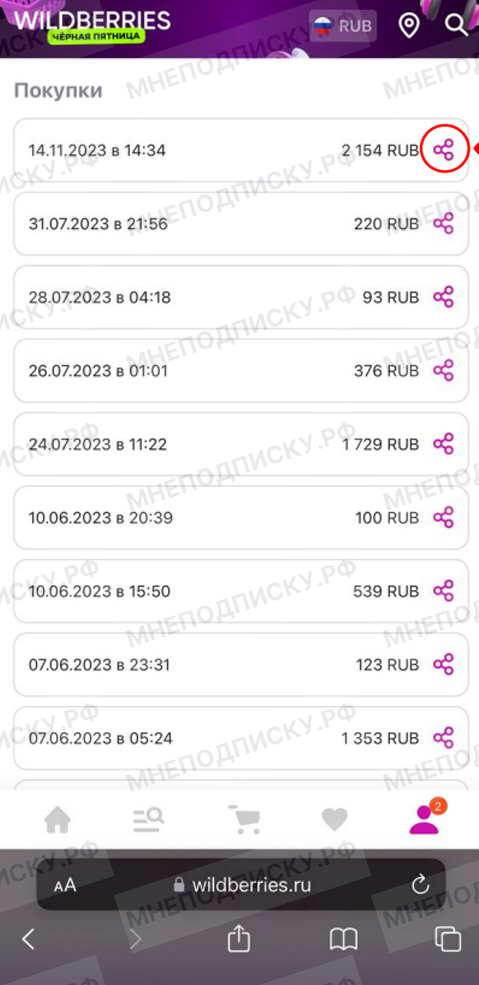 WILDBERRIES
ЧЁРНАЯ ПЯТНИЦА
RUB
Покупки
14.11.2023 в 14:34 2 154 RUB
31.07.2023 в 21:56 220 RUB
28.07.2023 в 04:18 93 RUB
26.07.2023 в 01:01 376 RUB
24.07.2023 в 11:22 1 729 RUB
10.06.2023 в 20:39 100 RUB
10.06.2023 в 15:50 539 RUB
07.06.2023 в 23:31 123 RUB
07.06.2023 в 05:24 1 353 RUB
2
AA wildberries.ru
МНЕПОДПИСКУ.РФ